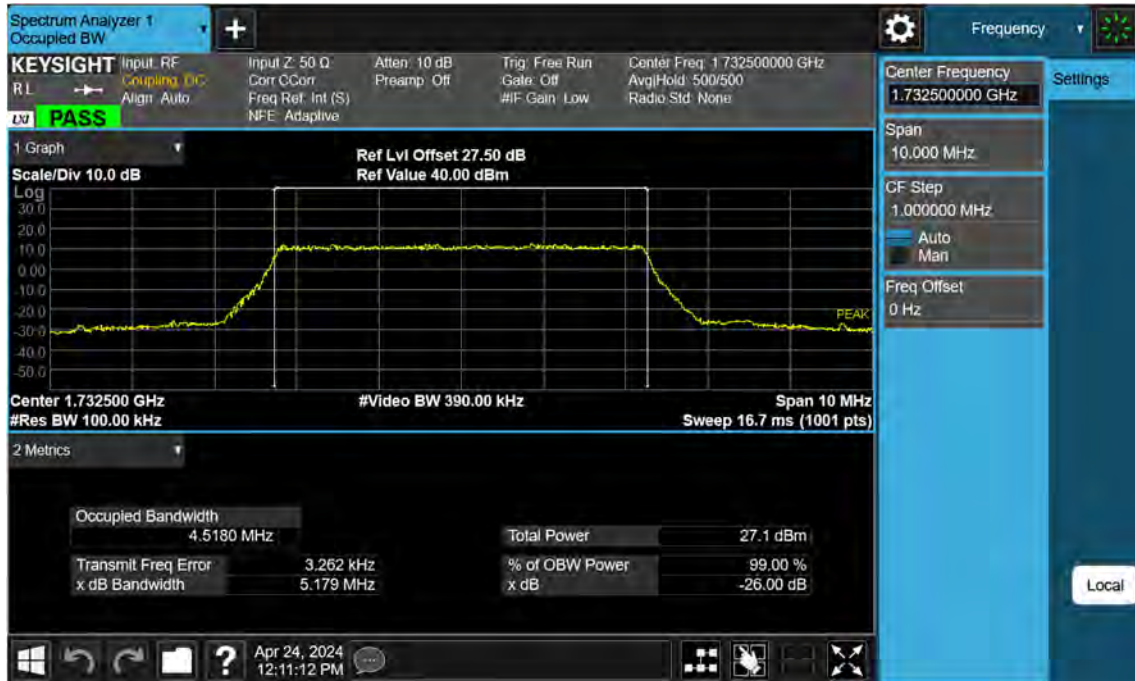 Spectrum Analyzer 1
Occupied BW
Frequency
KEYSIGHT
RL
LXI
PASS
Input: RF
Coupling: DC
Align: Auto
Input Z: 50 Ω
Corr CCorr
Freq Ref: Int (S)
NFE: Adaptive
Atten: 10 dB
Preamp: Off
Trig: Free Run
Gate: Off
#IF Gain: Low
Center Freq: 1.732500000 GHz
Avg|Hold: 500/500
Radio Std: None
Center Frequency
1.732500000 GHz
Settings
Span
10.000 MHz
CF Step
1.000000 MHz
Auto
Man
Freq Offset
0 Hz
1 Graph
Scale/Div 10.0 dB
Ref Lvl Offset 27.50 dB
Ref Value 40.00 dBm
Log
30.0
20.0
10.0
0.00
-10.0
-20.0
-30.0
-40.0
-50.0
PEAK
Center 1.732500 GHz
#Video BW 390.00 kHz
Span 10 MHz
#Res BW 100.00 kHz
Sweep 16.7 ms (1001 pts)
2 Metrics
Occupied Bandwidth
4.5180 MHz
Total Power 27.1 dBm
Transmit Freq Error 3.262 kHz
% of OBW Power 99.00 %
x dB Bandwidth 5.179 MHz
x dB -26.00 dB
Local
?
Apr 24, 2024
12:11:12 PM